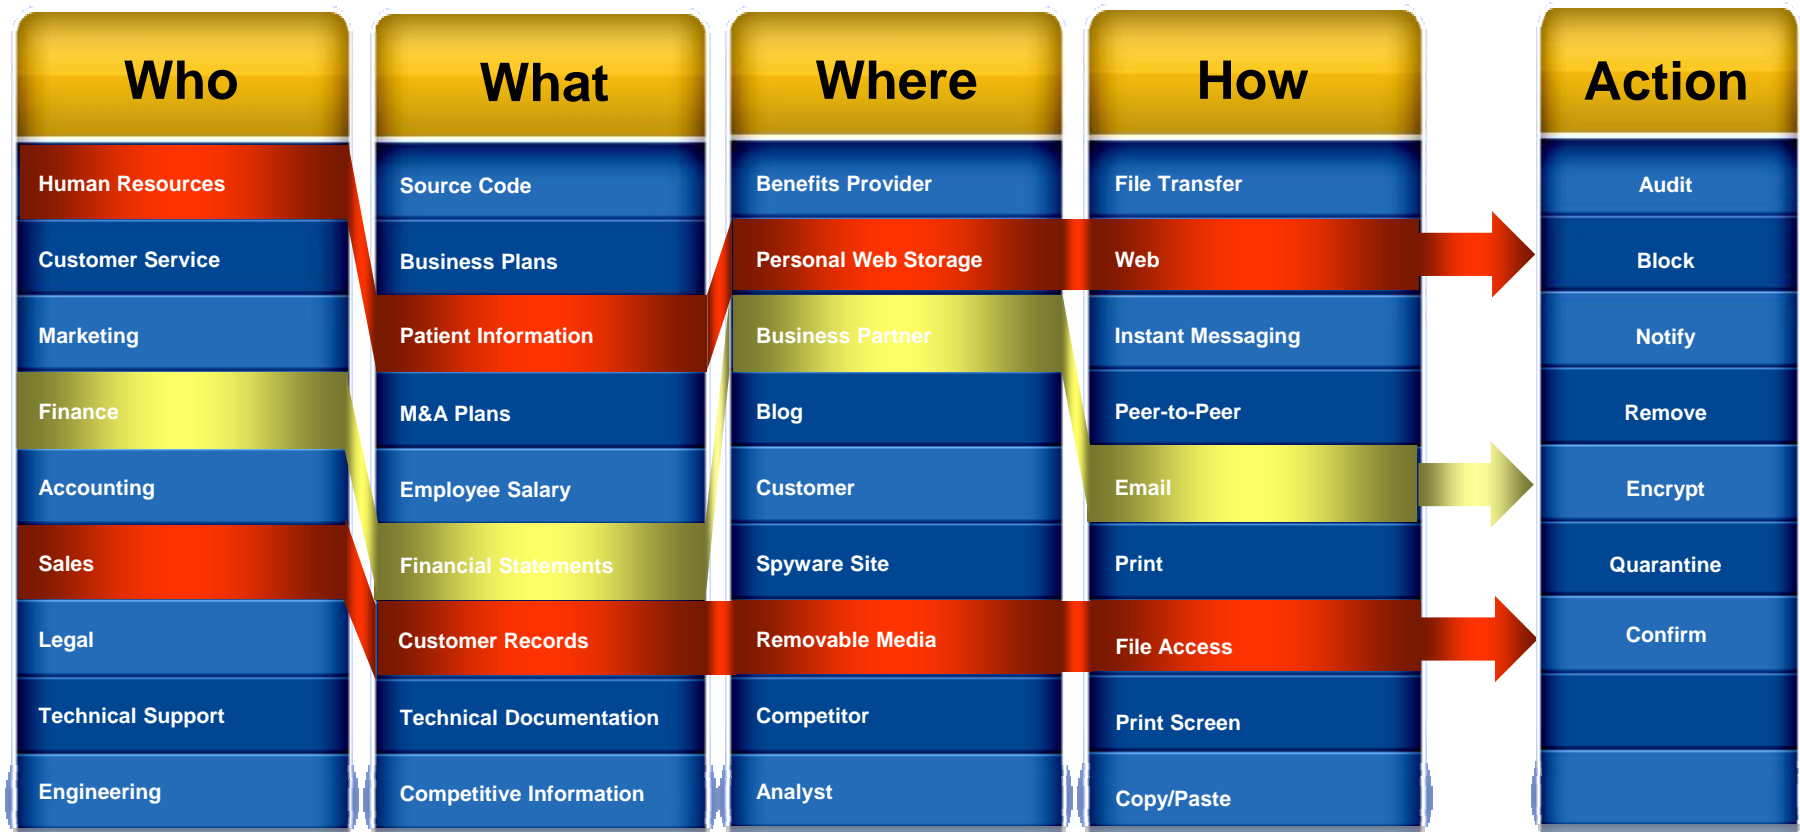 Who
What
Where
How
Action
Human Resources
Source Code
Benefits Provider
File Transfer
Audit
Customer Service
Business Plans
Personal Web Storage
Web
Block
Marketing
Patient Information
Business Partner
Instant Messaging
Notify
Finance
M&A Plans
Blog
Peer-to-Peer
Remove
Accounting
Employee Salary
Customer
Email
Encrypt
Sales
Financial Statements
Spyware Site
Print
Quarantine
Legal
Customer Records
Removable Media
File Access
Confirm
Technical Support
Technical Documentation
Competitor
Print Screen
Engineering
Competitive Information
Analyst
Copy/Paste